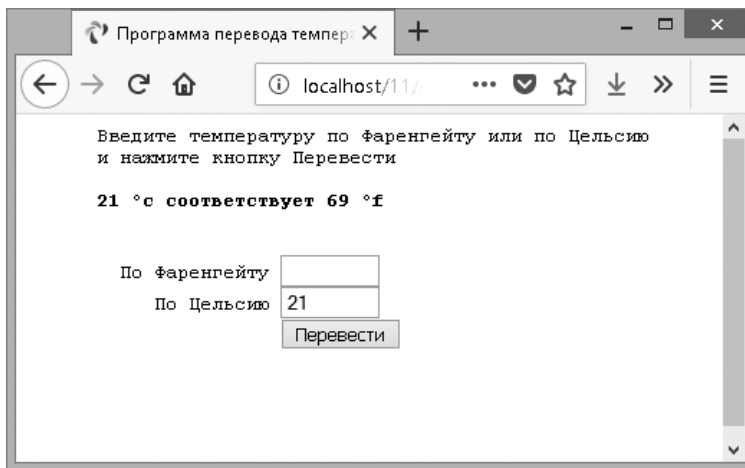 Программа перевода темпера
localhost/11/
Введите температуру по Фаренгейту или по Цельсию
и нажмите кнопку Перевести
21 °c соответствует 69 °f
По Фаренгейту
По Цельсию 21
Перевести